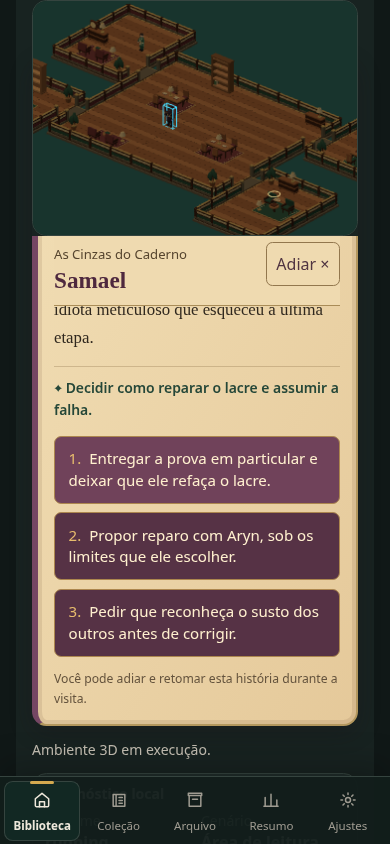 As Cinzas do Caderno
Samael
Adiar ×
idiota meticuloso que esqueceu a última
etapa.
✦ Decidir como reparar o lacre e assumir a
falha.
1. Entregar a prova em particular e
deixar que ele refaça o lacre.
2. Propor reparo com Aryn, sob os
limites que ele escolher.
3. Pedir que reconheça o susto dos
outros antes de corrigir.
Você pode adiar e retomar esta história durante a
visita.
Ambiente 3D em execução.
Biblioteca
Coleção
Arquivo
Resumo
Ajustes